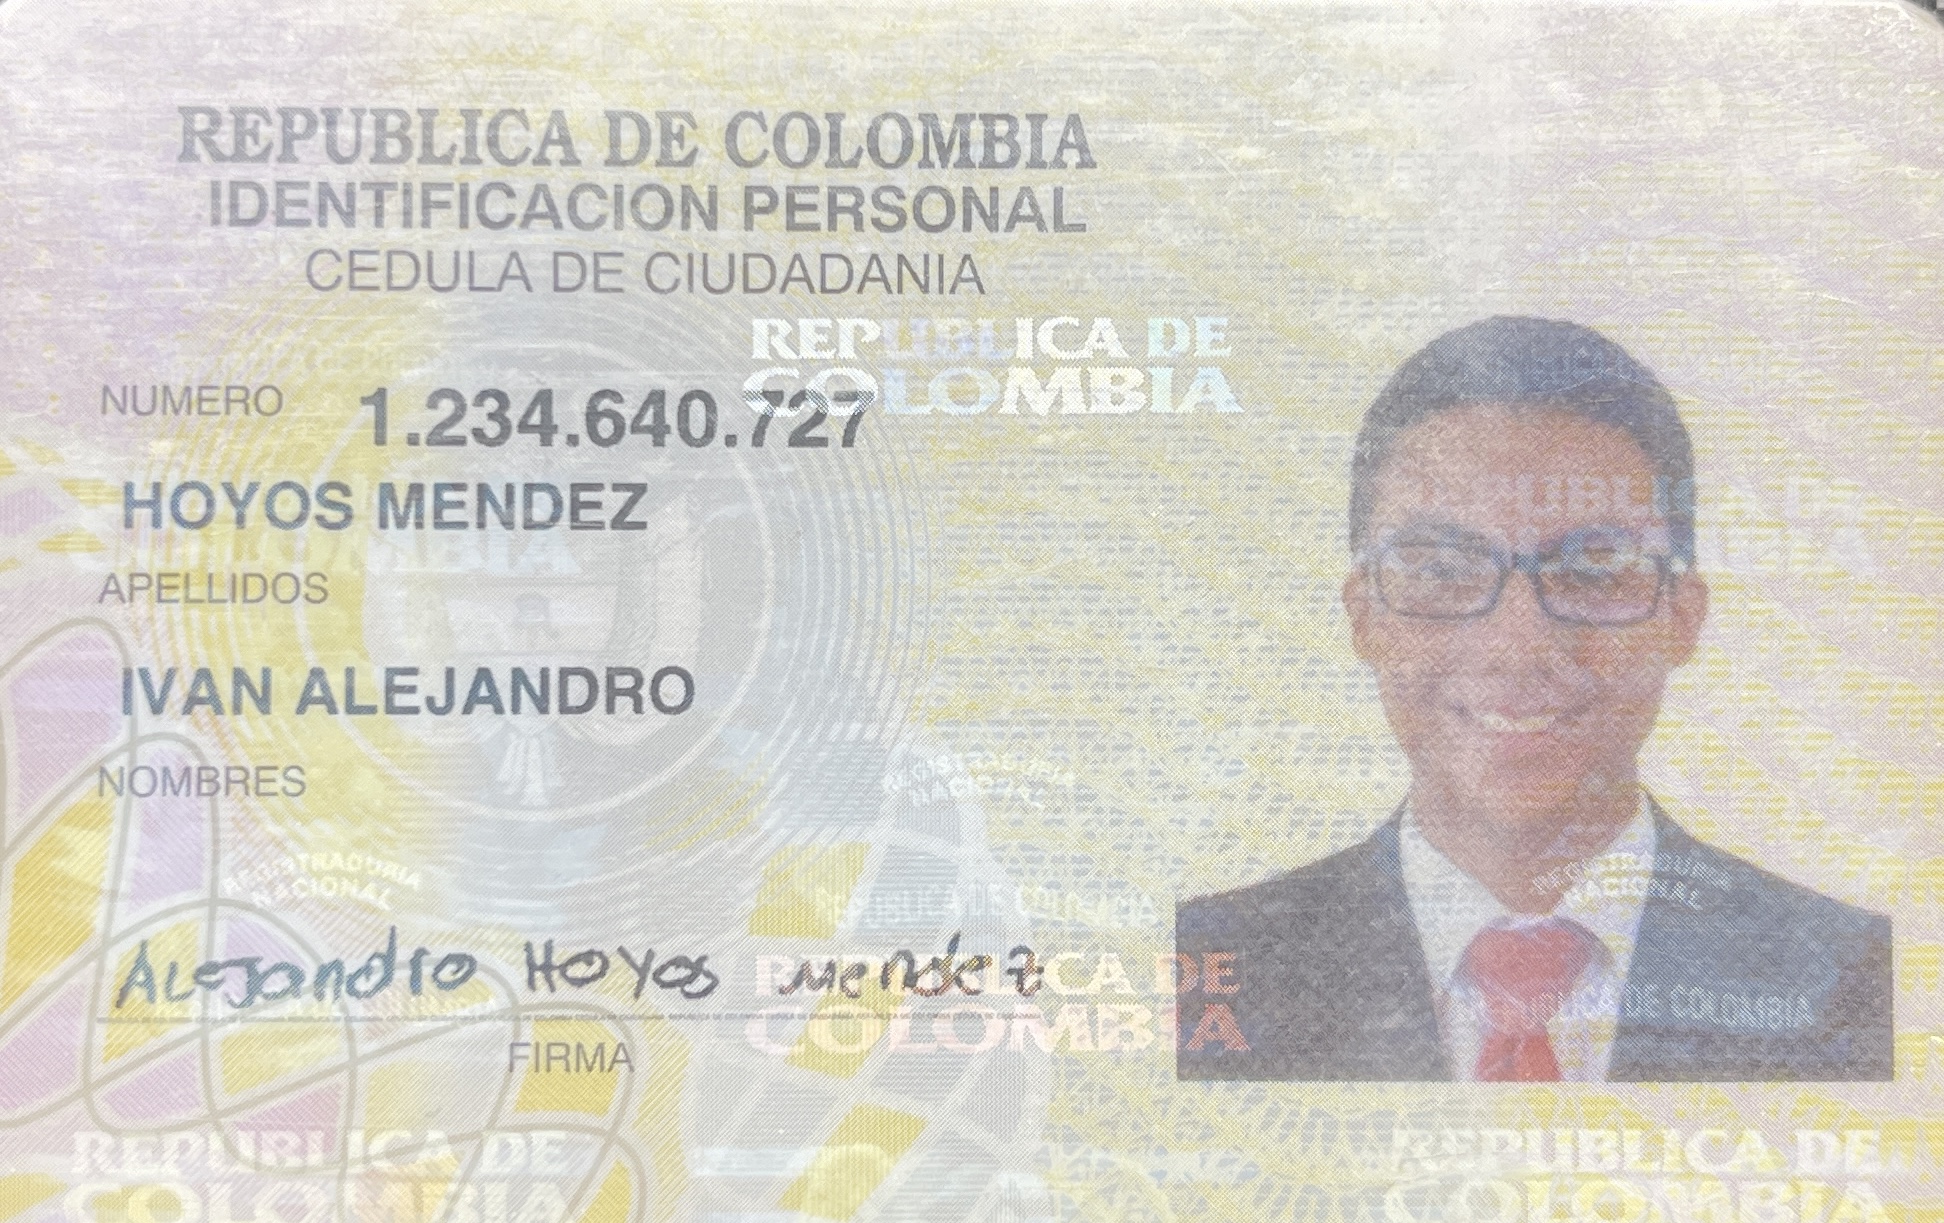 REPUBLICA DE COLOMBIA
IDENTIFICACION PERSONAL
CEDULA DE CIUDADANIA
REPUBLICA DE
COLOMBIA
NUMERO 1.234.640.727
HOYOS MENDEZ
APELLIDOS
IVAN ALEJANDRO
NOMBRES
REGISTRADURIA
NACIONAL
REGISTRADURIA
NACIONAL
REGISTRADURIA
NACIONAL
REPUBLICA DE COLOMBIA
Alejandro Hoyos Mendez
REPUBLICA DE
COLOMBIA
FIRMA
REPUBLICA DE COLOMBIA
REPUBLICA DE
COLOMBIA
REPUBLICA DE
COLOMBIA